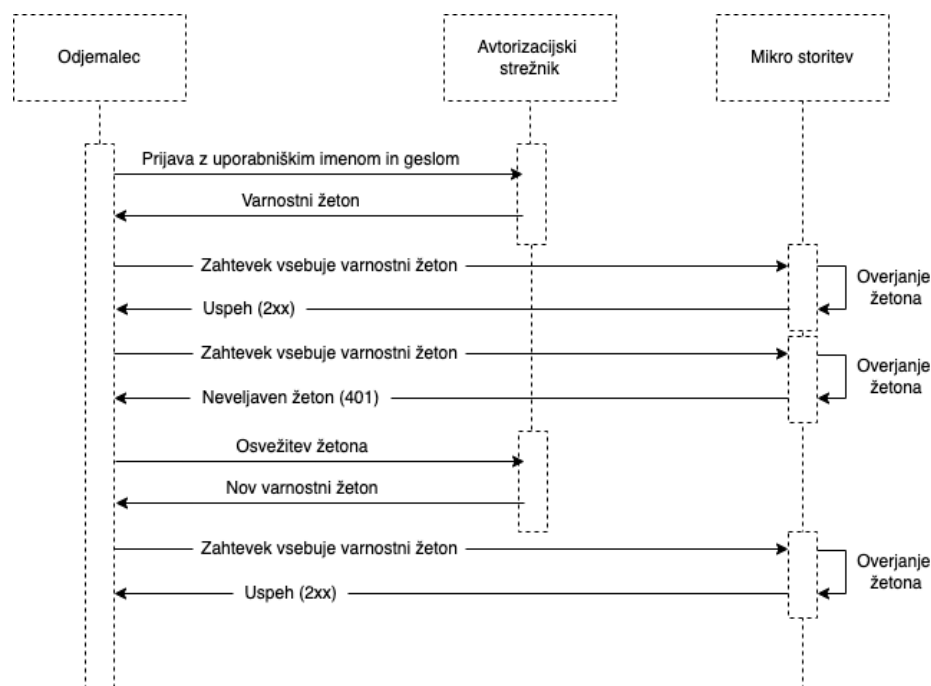 Odjemalec
Avtorizacijski
strežnik
Mikro storitev
Prijava z uporabniškim imenom in geslom
Varnostni žeton
Zahtevek vsebuje varnostni žeton
Overjanje
žetona
Uspeh (2xx)
Zahtevek vsebuje varnostni žeton
Overjanje
žetona
Neveljaven žeton (401)
Osvežitev žetona
Nov varnostni žeton
Zahtevek vsebuje varnostni žeton
Overjanje
žetona
Uspeh (2xx)